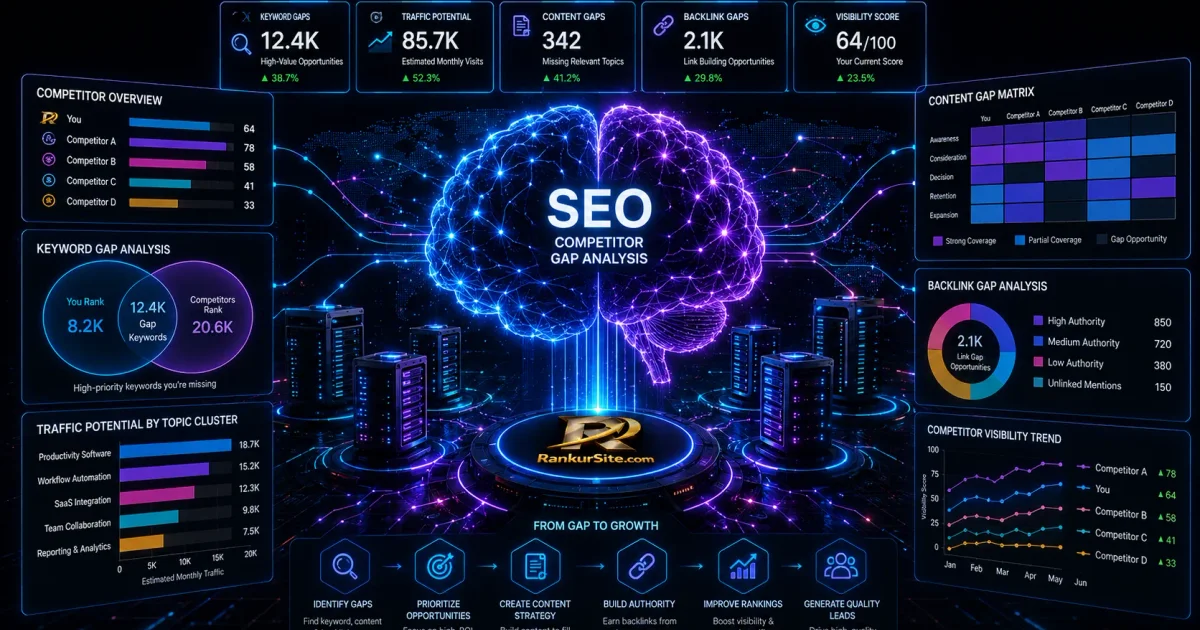 KEYWORD GAPS
12.4K
High-Value Opportunities
▲ 38.7%
TRAFFIC POTENTIAL
85.7K
Estimated Monthly Visits
▲ 52.3%
CONTENT GAPS
342
Missing Relevant Topics
▲ 41.2%
BACKLINK GAPS
2.1K
Link Building Opportunities
▲ 29.8%
VISIBILITY SCORE
64/100
Your Current Score
▲ 23.5%
COMPETITOR OVERVIEW
You 64
Competitor A 78
Competitor B 58
Competitor C 41
Competitor D 33
KEYWORD GAP ANALYSIS
You Rank
8.2K
12.4K
Gap
Keywords
Competitors
Rank
20.6K
High-priority keywords you're missing
TRAFFIC POTENTIAL BY TOPIC CLUSTER
Productivity Software 18.7K
Workflow Automation 15.2K
SaaS Integration 12.3K
Team Collaboration 9.8K
Reporting & Analytics 7.5K
0 5K 10K 15K 20K
Estimated Monthly Traffic
SEO
COMPETITOR
GAP ANALYSIS
R
RankurSite.com
CONTENT GAP MATRIX
You Competitor A Competitor B Competitor C Competitor D
Awareness
Consideration
Decision
Retention
Expansion
Strong Coverage Partial Coverage Gap Opportunity
BACKLINK GAP ANALYSIS
2.1K
Link Gap
Opportunities
High Authority 850
Medium Authority 720
Low Authority 380
Unlinked Mentions 150
COMPETITOR VISIBILITY TREND
Visibility Score
100
75
50
25
0
Jan Feb Mar Apr May Jun
Competitor A ▲ 78
You ▲ 64
Competitor B ▲ 58
Competitor C ▲ 41
Competitor D ▲ 33
FROM GAP TO GROWTH
IDENTIFY GAPS
Find keyword, content
PRIORITIZE
OPPORTUNITIES
CREATE CONTENT
STRATEGY
BUILD AUTHORITY
Earn backlinks from
IMPROVE RANKINGS
Boost visibility &
GENERATE QUALITY
LEADS